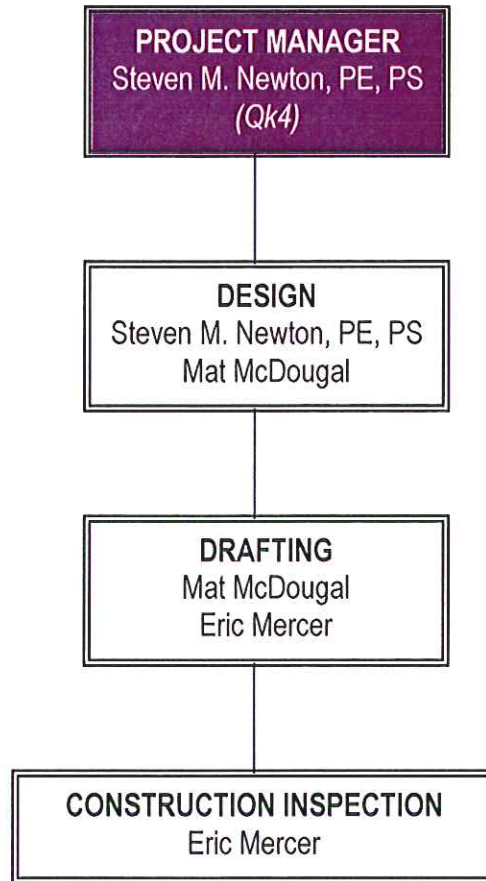 PROJECT MANAGER
Steven M. Newton, PE, PS
(Qk4)
DESIGN
Steven M. Newton, PE, PS
Mat McDougal
DRAFTING
Mat McDougal
Eric Mercer
CONSTRUCTION INSPECTION
Eric Mercer